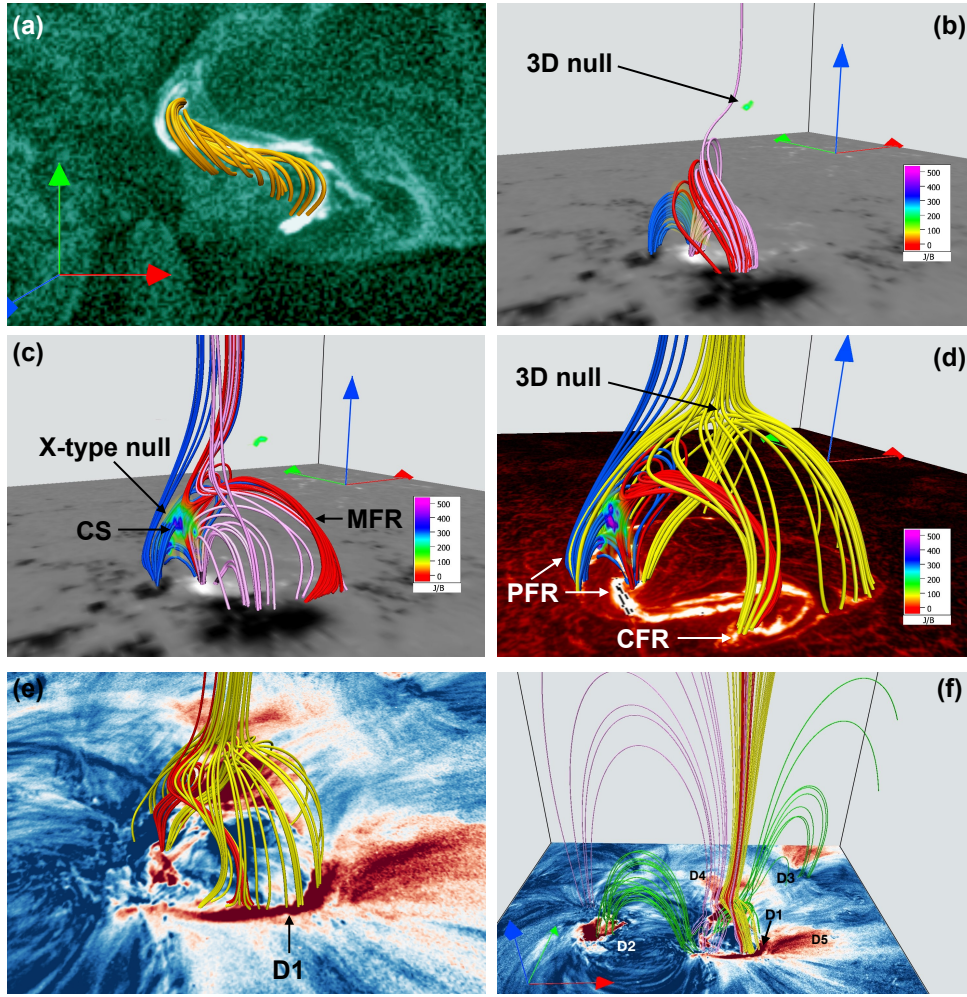 (a)
(b)
3D null
500
400
300
200
100
0
J/B
(c)
X-type null
CS
MFR
500
400
300
200
100
0
J/B
(d)
3D null
PFR
CFR
500
400
300
200
100
0
J/B
(e)
D1
(f)
D4
D3
D1
D2
D5